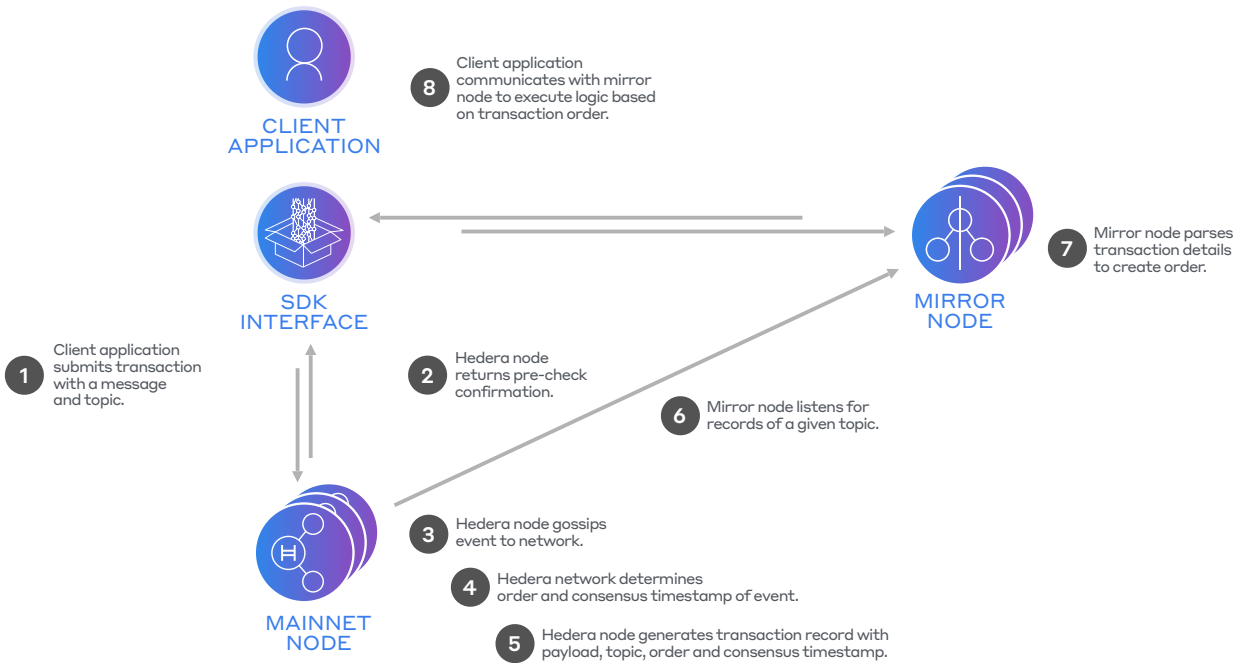 CLIENT
APPLICATION
8
Client application
communicates with mirror
node to execute logic based
on transaction order.
SDK
INTERFACE
MIRROR
NODE
7
Mirror node parses
transaction details
to create order.
1
Client application
submits transaction
with a message
and topic.
2
Hedera node
returns pre-check
confirmation.
6
Mirror node listens for
records of a given topic.
H
MAINNET
NODE
3
Hedera node gossips
event to network.
4
Hedera network determines
order and consensus timestamp of event.
5
Hedera node generates transaction record with
payload, topic, order and consensus timestamp.